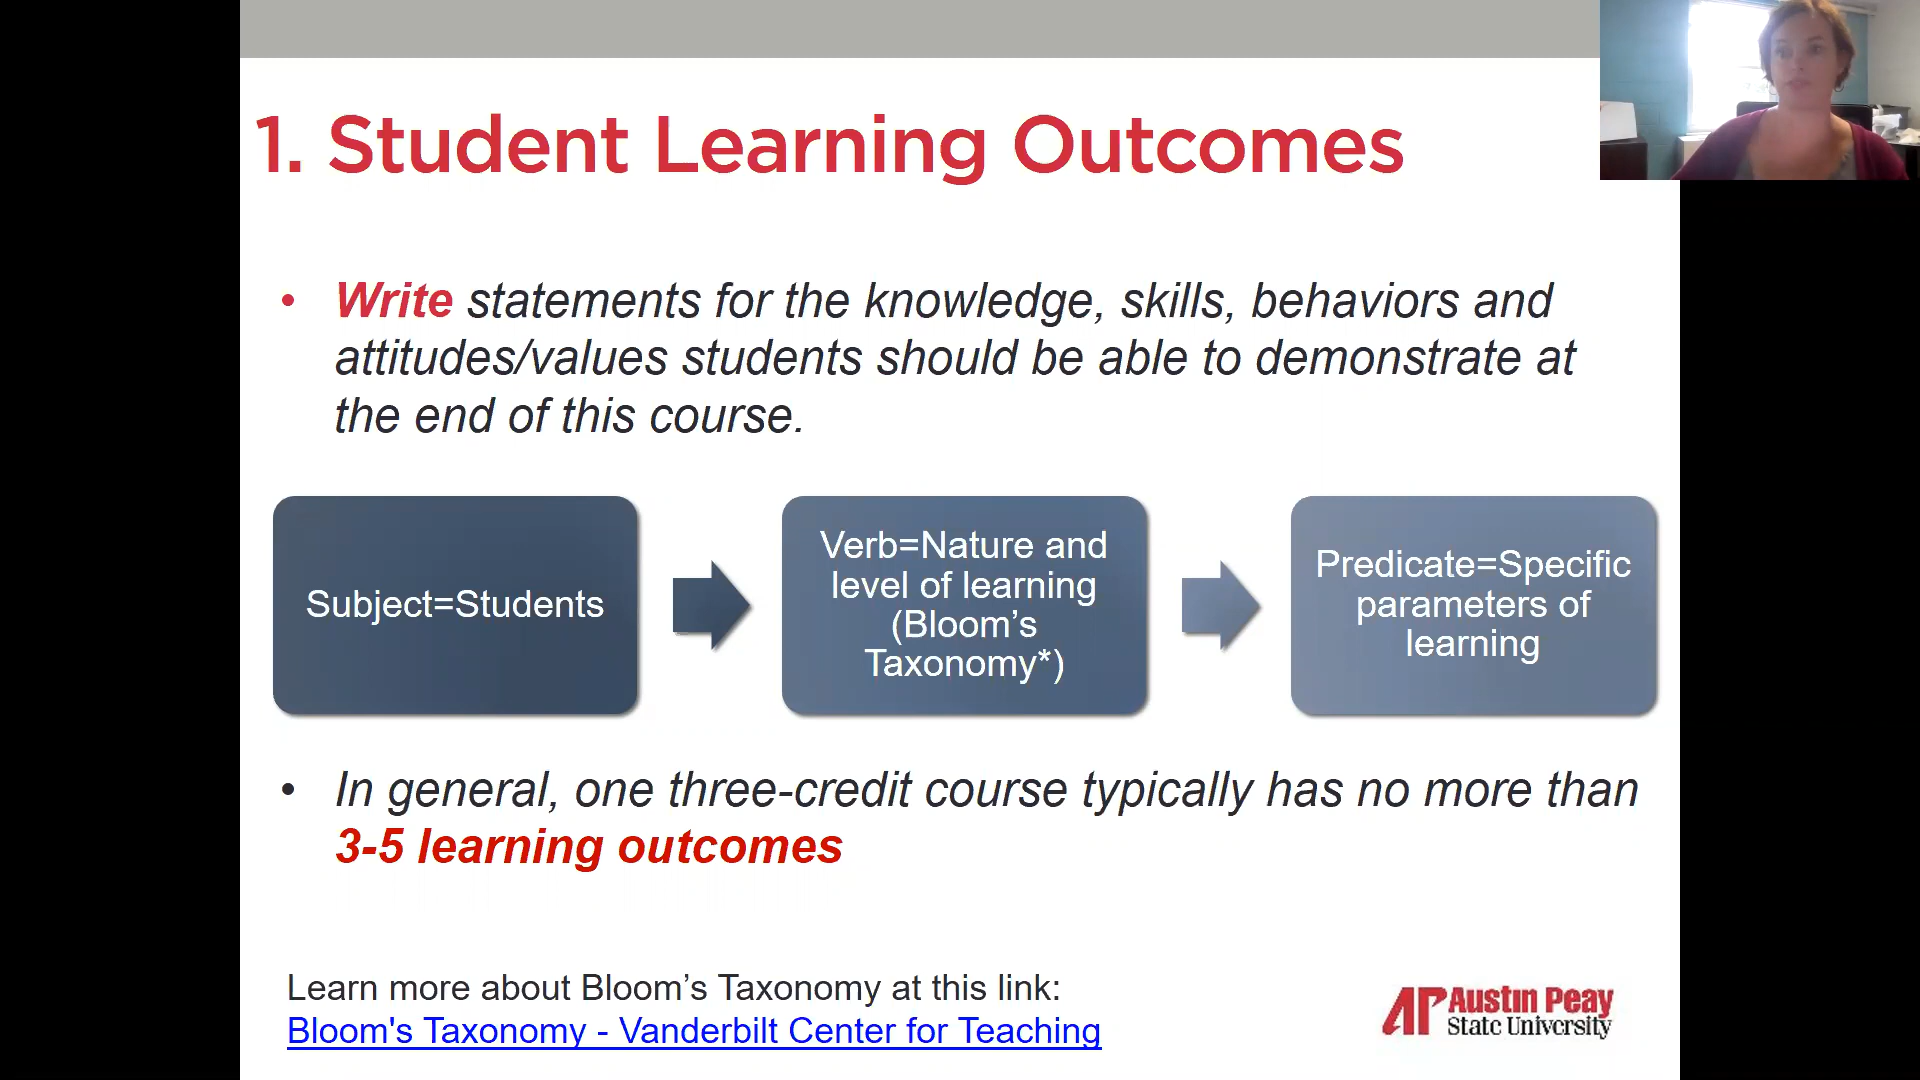 1. Student Learning Outcomes
• Write statements for the knowledge, skills, behaviors and
attitudes/values students should be able to demonstrate at
the end of this course.
Subject=Students
Verb=Nature and
level of learning
(Bloom’s
Taxonomy*)
Predicate=Specific
parameters of
learning
• In general, one three-credit course typically has no more than
3-5 learning outcomes
Learn more about Bloom’s Taxonomy at this link:
Bloom's Taxonomy - Vanderbilt Center for Teaching
AP Austin Peay
State University